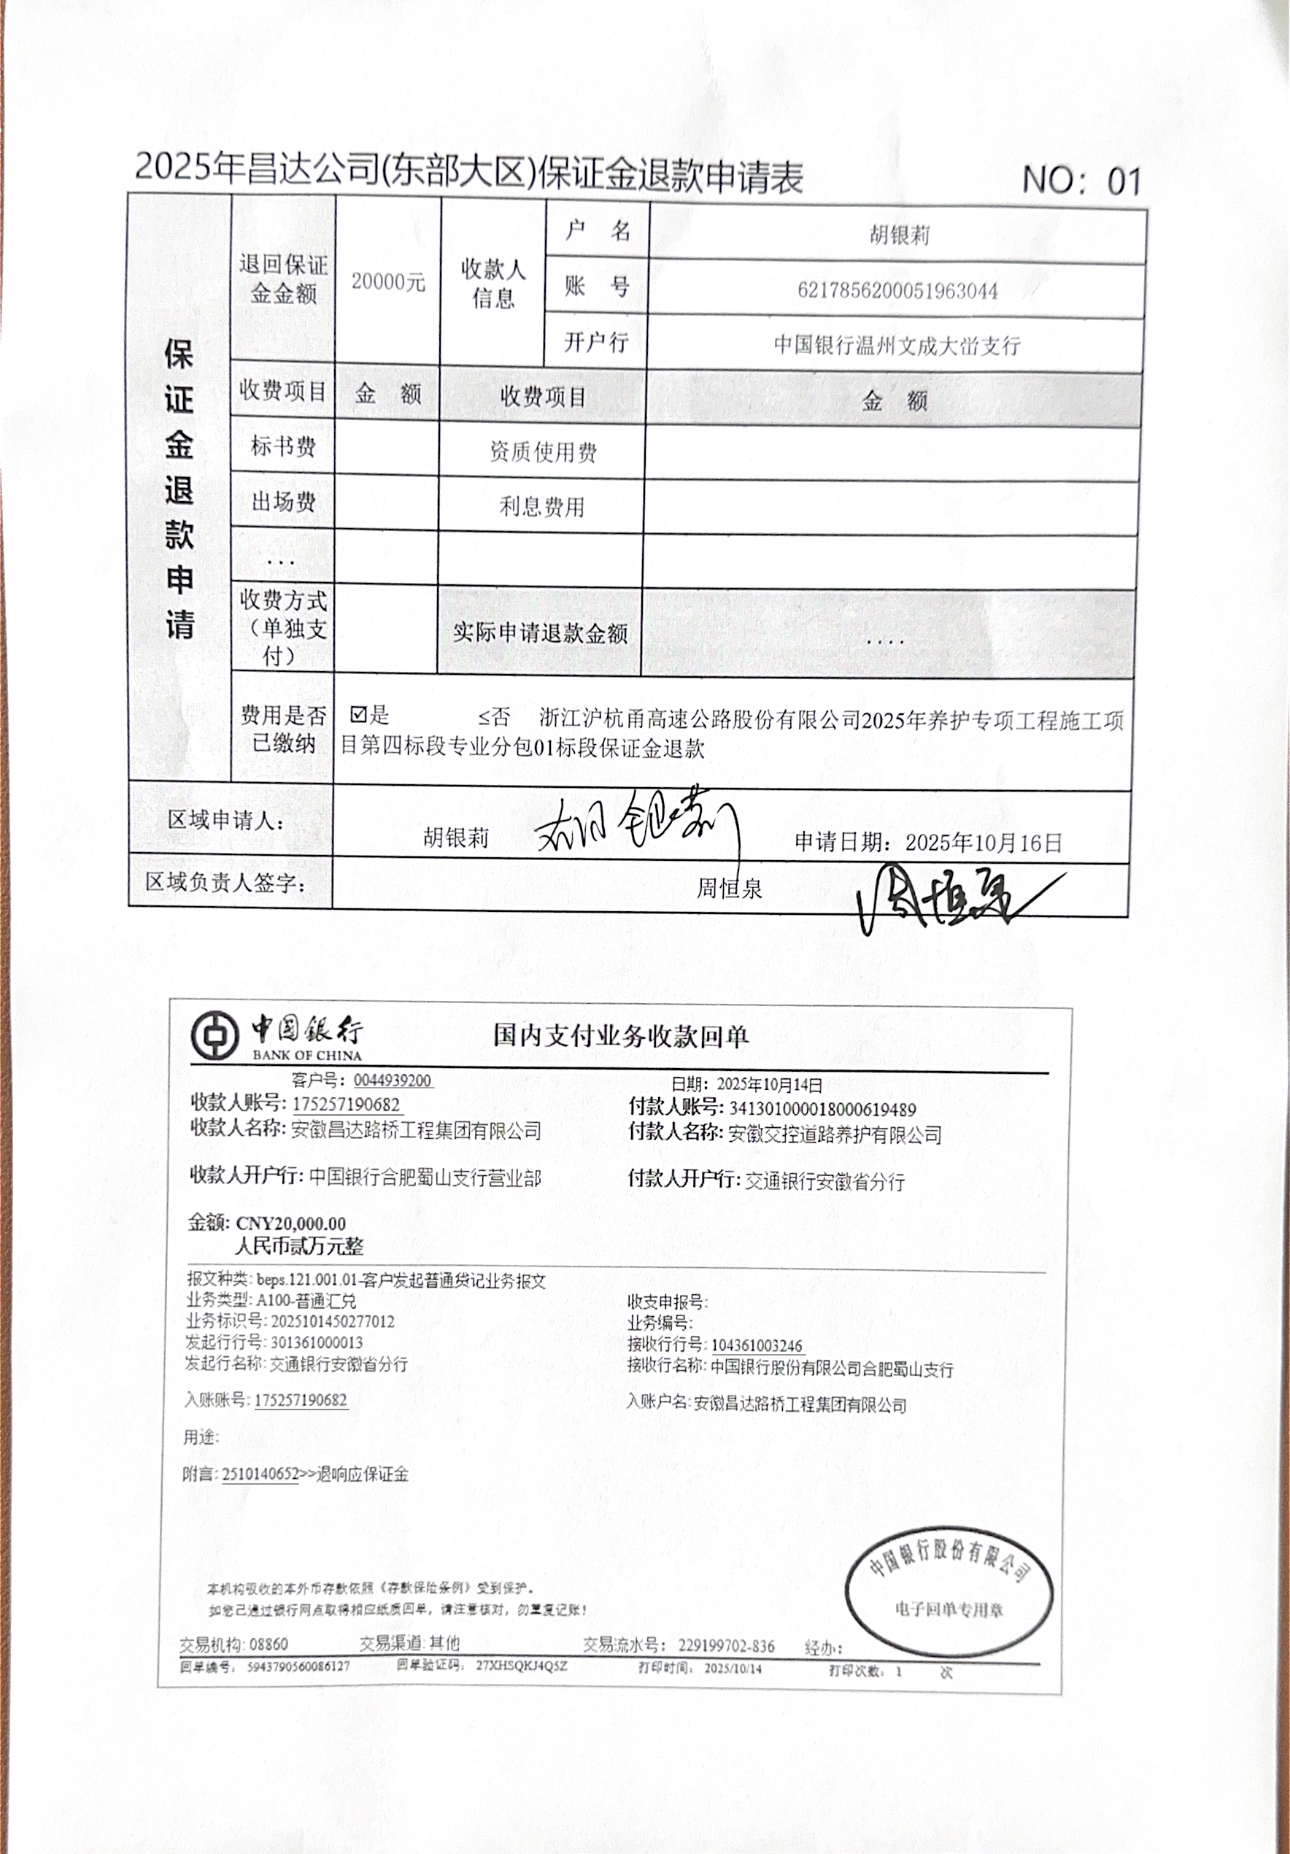 2025年昌达公司(东部大区)保证金退款申请表 NO：01
保证金退款申请
退回保证金金额 20000元 收款人信息 户 名 胡银莉
账 号 6217856200051963044
开户行 中国银行温州文成大峃支行
收费项目 金 额 收费项目 金 额
标书费 资质使用费
出场费 利息费用
...
收费方式（单独支付） 实际申请退款金额 ....
费用是否已缴纳 ☑是 ≤否 浙江沪杭甬高速公路股份有限公司2025年养护专项工程施工项
目第四标段专业分包01标段保证金退款
区域申请人： 胡银莉 胡银莉 申请日期：2025年10月16日
区域负责人签字： 周恒泉 周恒泉
中国银行 国内支付业务收款回单
BANK OF CHINA
客户号：0044939200 日期：2025年10月14日
收款人账号：175257190682 付款人账号：341301000018000619489
收款人名称：安徽昌达路桥工程集团有限公司 付款人名称：安徽交控道路养护有限公司
收款人开户行：中国银行合肥蜀山支行营业部 付款人开户行：交通银行安徽省分行
金额：CNY20,000.00
人民币贰万元整
报文种类：beps.121.001.01-客户发起普通贷记业务报文
业务类型：A100-普通汇兑 收支申报号：
业务标识号：2025101450277012 业务编号：
发起行行号：301361000013 接收行行号：104361003246
发起行名称：交通银行安徽省分行 接收行名称：中国银行股份有限公司合肥蜀山支行
入账账号：175257190682 入账户名：安徽昌达路桥工程集团有限公司
用途：
附言：2510140652>>退响应保证金
中国银行股份有限公司
电子回单专用章
本机构吸收的本外币存款依照《存款保险条例》受到保护。
如您已通过银行网点取得相应纸质回单，请注意核对，勿重复记账！
交易机构：08860 交易渠道：其他 交易流水号：229199702-836 经办：
回单编号：5943790560086127 回单验证码：27XHSQKJ4Q5Z 打印时间：2025/10/14 打印次数：1 次